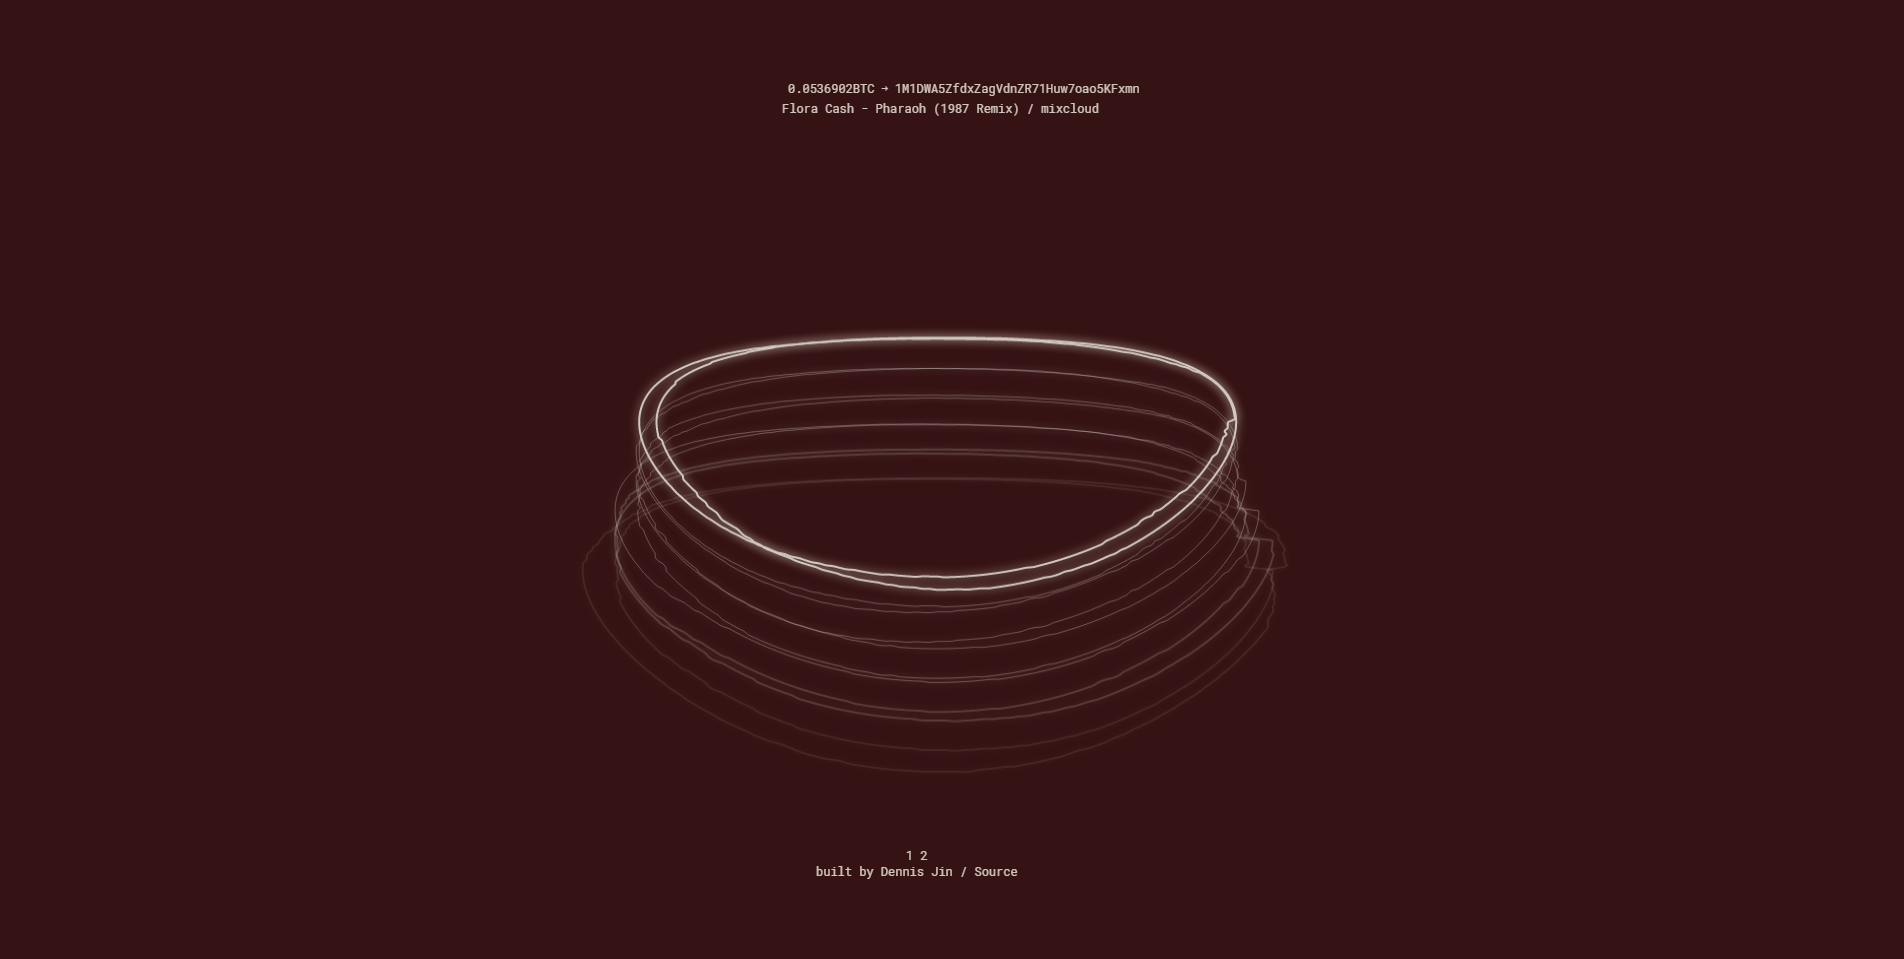 0.0536902BTC → 1M1DWA5ZfdxZagVdnZR71Huw7oao5KFxmn
Flora Cash - Pharaoh (1987 Remix) / mixcloud
1 2
built by Dennis Jin / Source